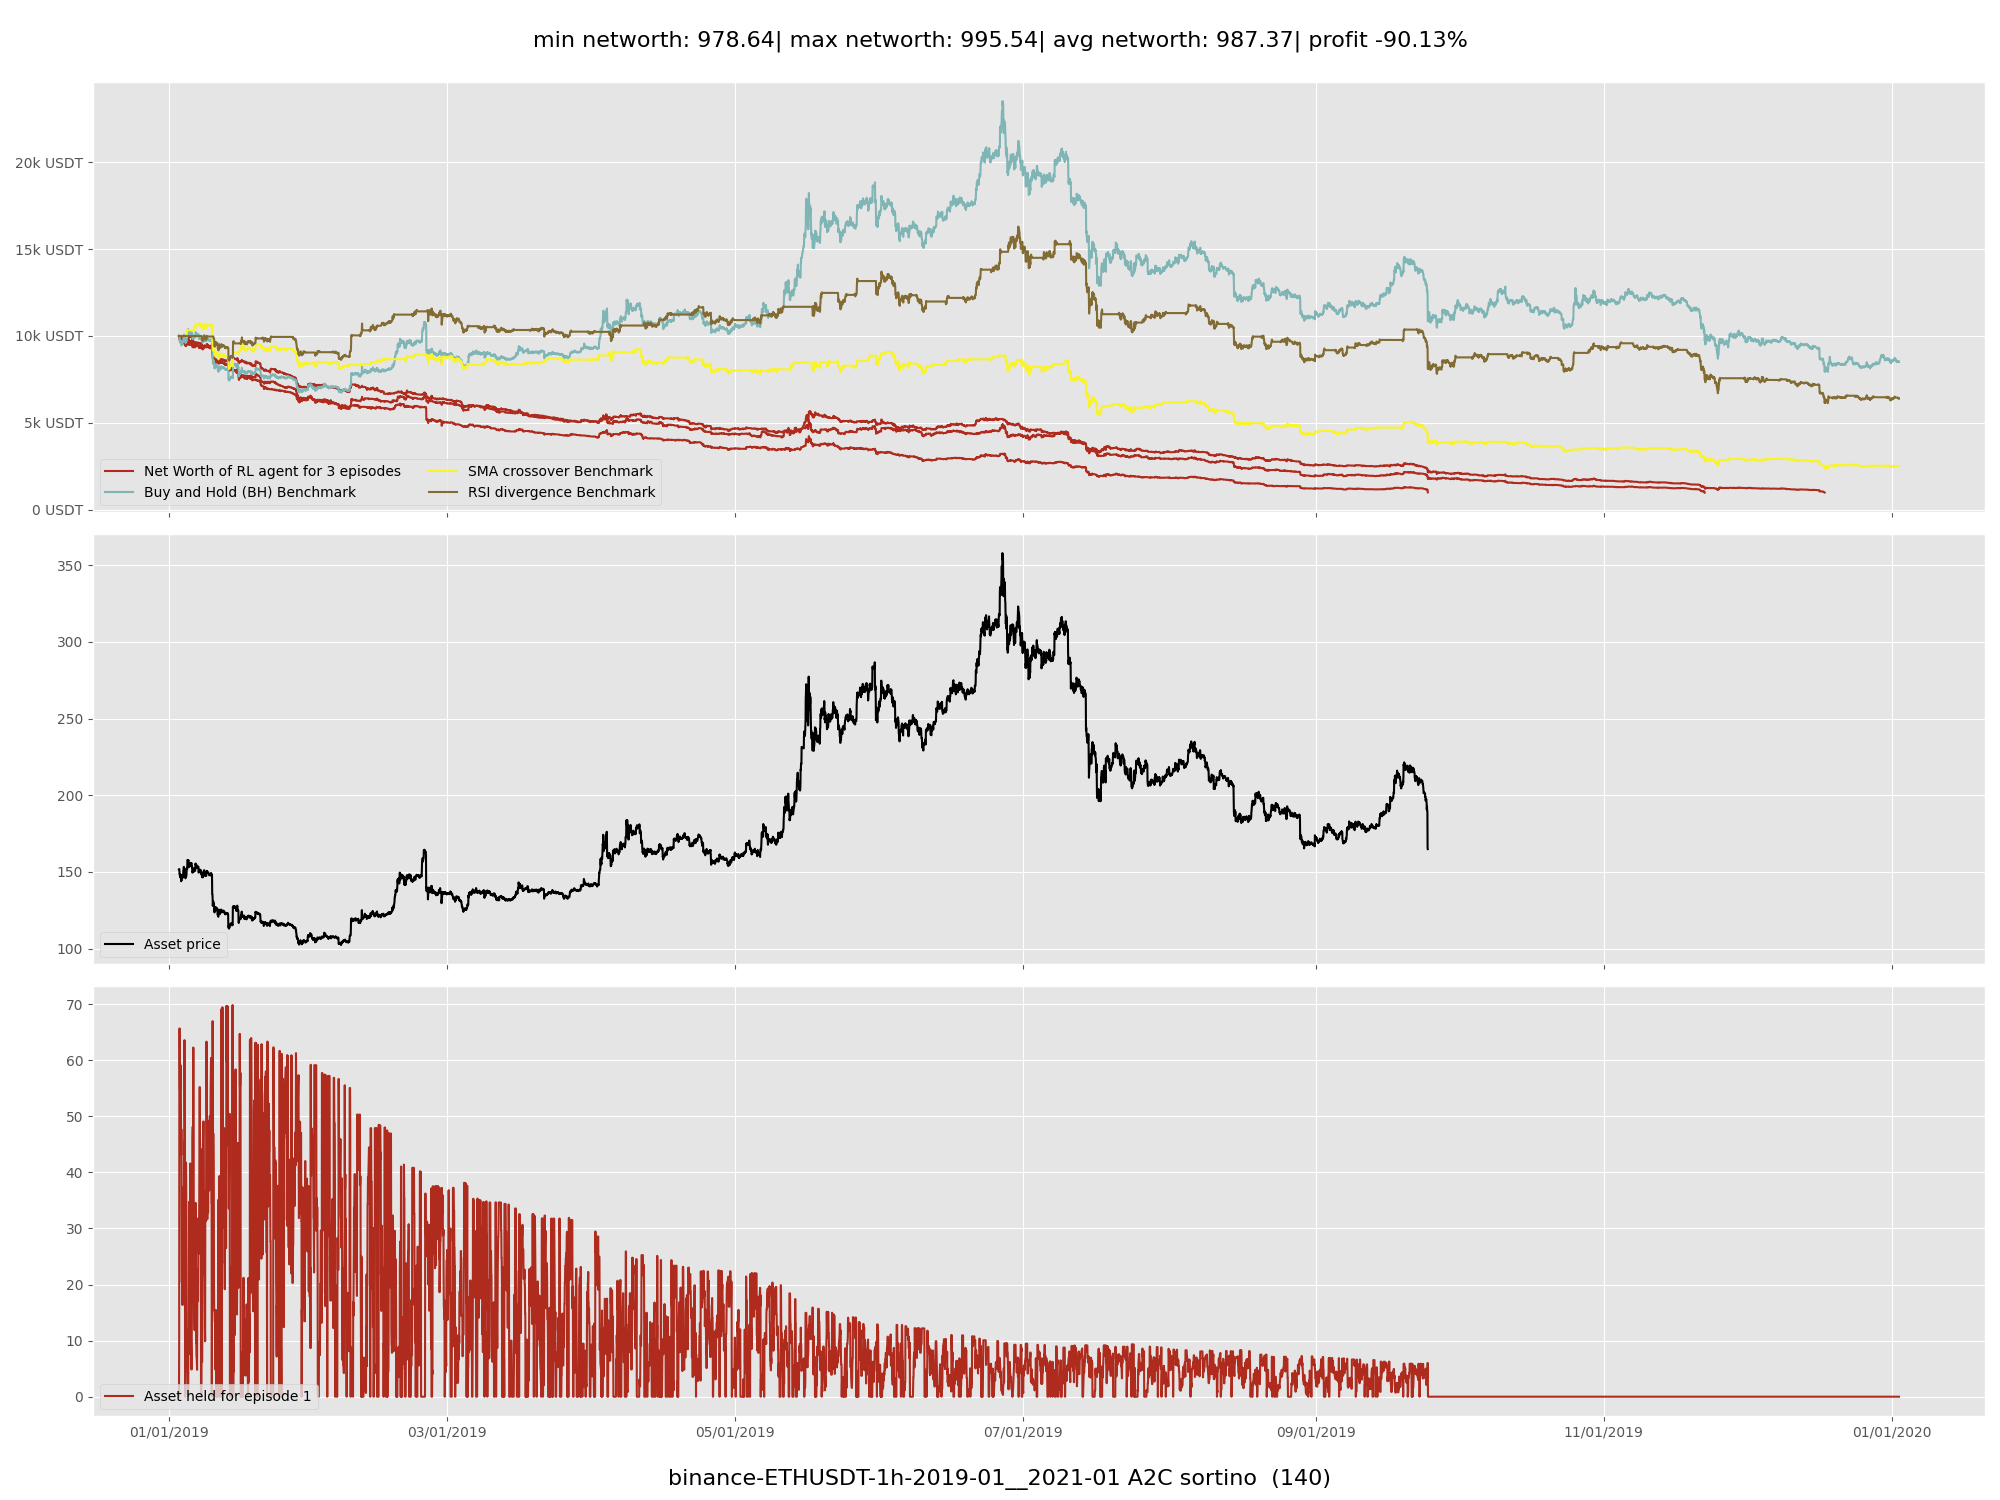 min networth: 978.64| max networth: 995.54| avg networth: 987.37| profit -90.13%
20k USDT
15k USDT
10k USDT
5k USDT
0 USDT
Net Worth of RL agent for 3 episodes
Buy and Hold (BH) Benchmark
SMA crossover Benchmark
RSI divergence Benchmark
350
300
250
200
150
100
Asset price
70
60
50
40
30
20
10
0
Asset held for episode 1
01/01/2019 03/01/2019 05/01/2019 07/01/2019 09/01/2019 11/01/2019 01/01/2020
binance-ETHUSDT-1h-2019-01__2021-01 A2C sortino (140)